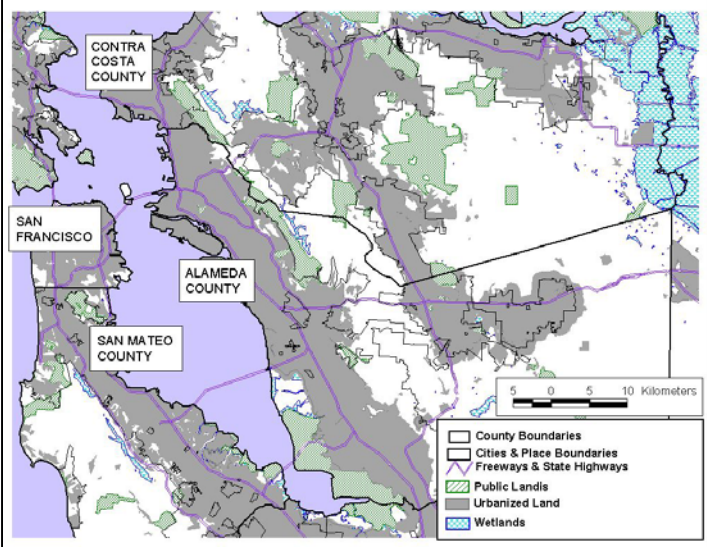 CONTRA
COSTA
COUNTY
SAN
FRANCISCO
ALAMEDA
COUNTY
SAN MATEO
COUNTY
5 0 5 10 Kilometers
County Boundaries
Cities & Place Boundaries
Freeways & State Highways
Public Landis
Urbanized Land
Wetlands